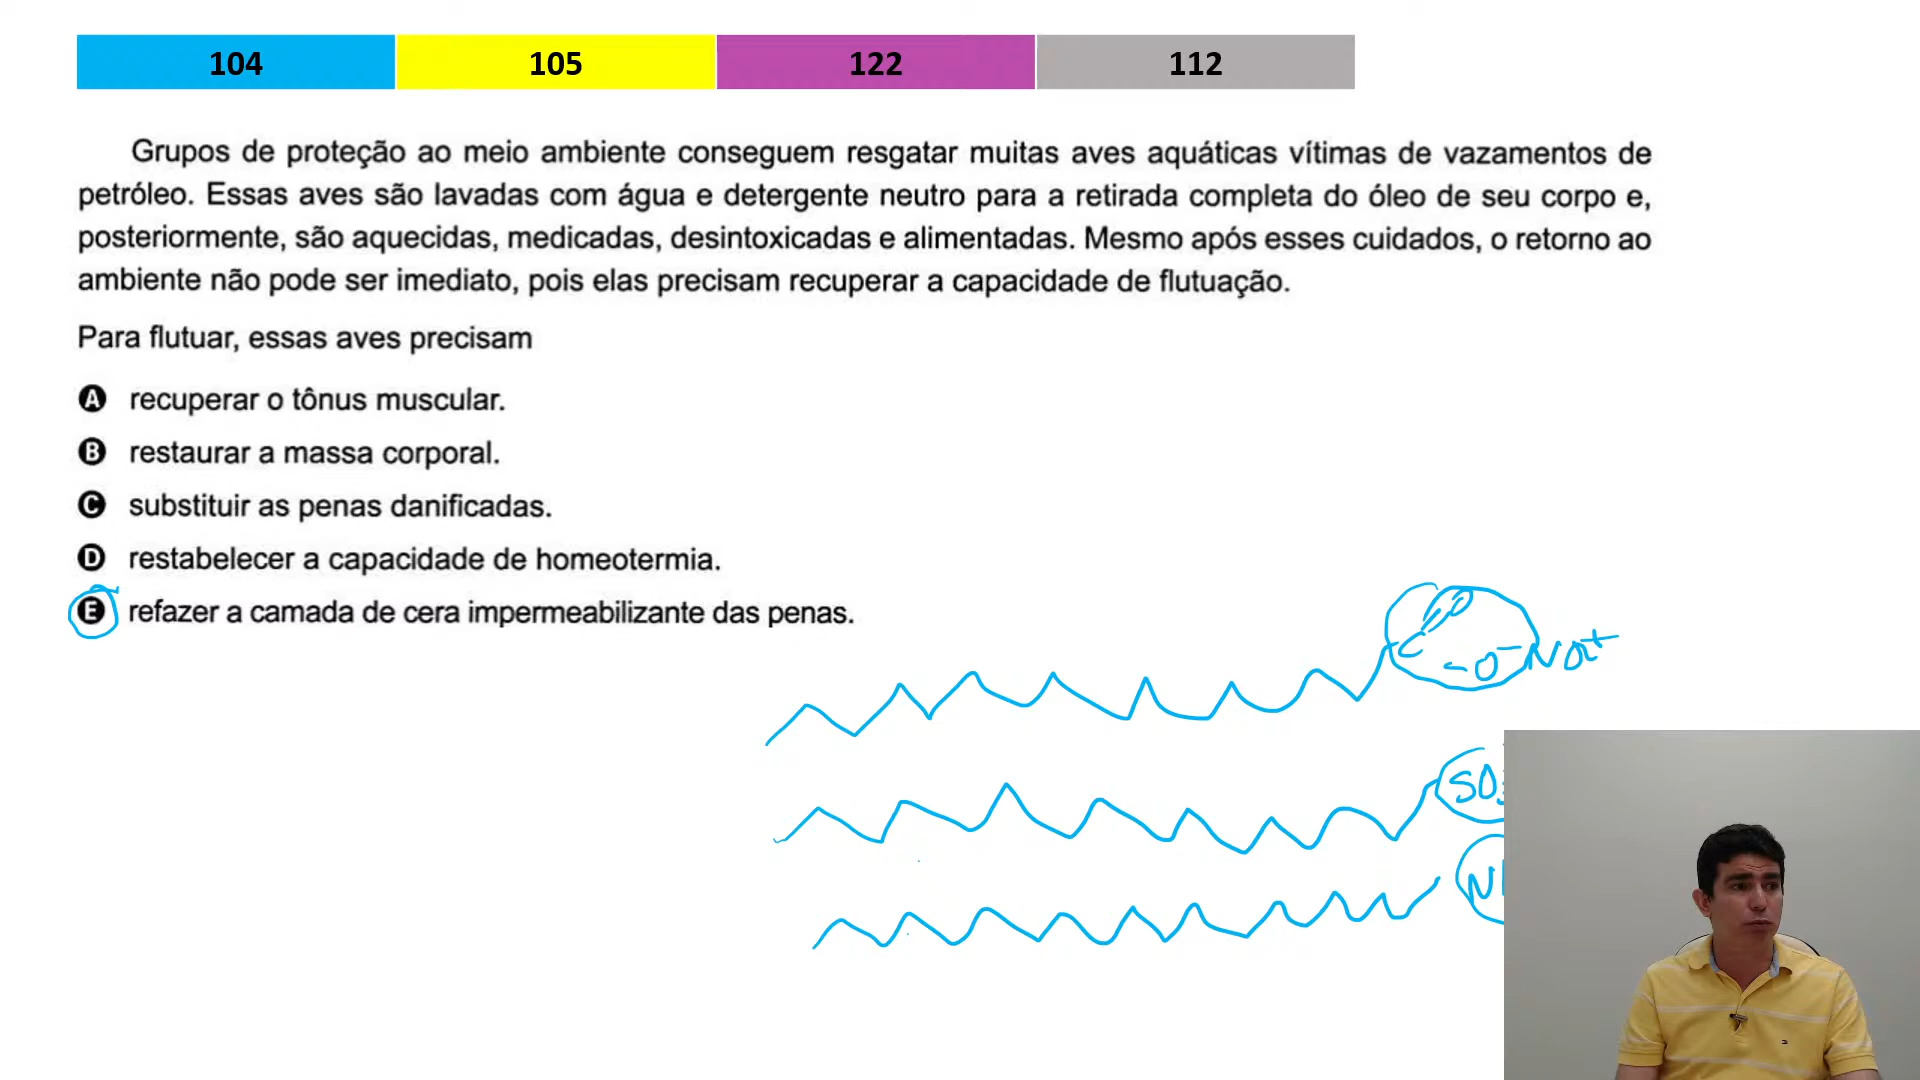 104 105 122 112
Grupos de proteção ao meio ambiente conseguem resgatar muitas aves aquáticas vítimas de vazamentos de
petróleo. Essas aves são lavadas com água e detergente neutro para a retirada completa do óleo de seu corpo e,
posteriormente, são aquecidas, medicadas, desintoxicadas e alimentadas. Mesmo após esses cuidados, o retorno ao
ambiente não pode ser imediato, pois elas precisam recuperar a capacidade de flutuação.
Para flutuar, essas aves precisam
A recuperar o tônus muscular.
B restaurar a massa corporal.
C substituir as penas danificadas.
D restabelecer a capacidade de homeotermia.
E refazer a camada de cera impermeabilizante das penas.
C O
-O⁻Na⁺
SO₃
N